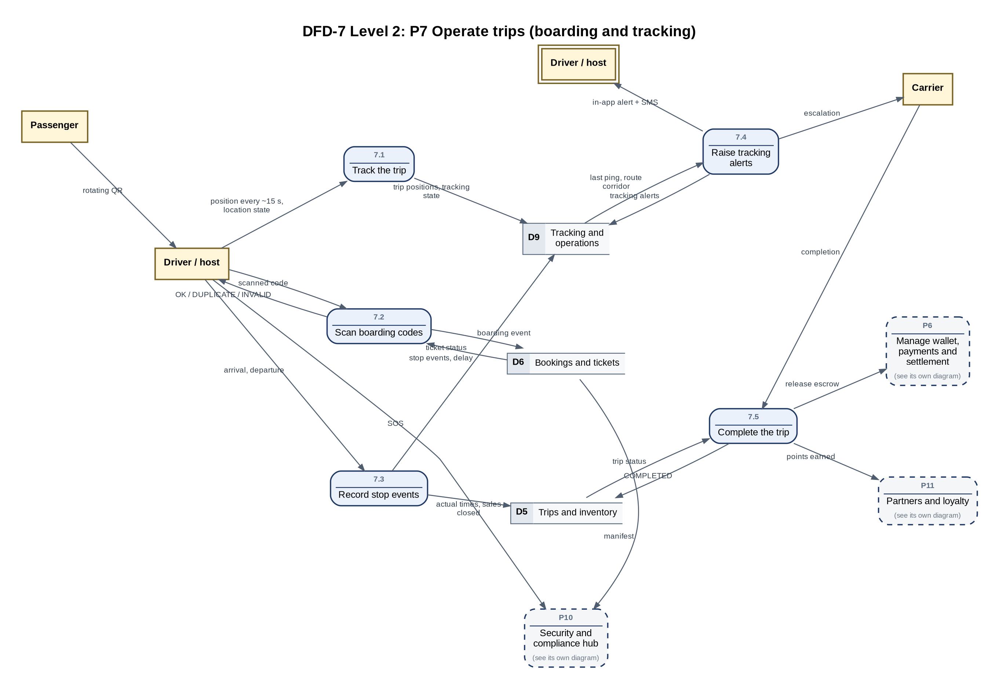 DFD-7 Level 2: P7 Operate trips (boarding and tracking)
Driver / host
Carrier
in-app alert + SMS
escalation
Passenger
7.4
Raise tracking
alerts
7.1
Track the trip
rotating QR
position every ~15 s,
location state
trip positions, tracking
state
last ping, route
corridor
tracking alerts
D9
Tracking and
operations
completion
Driver / host
scanned code
OK / DUPLICATE / INVALID
7.2
Scan boarding codes
boarding event
ticket status
stop events, delay
D6
Bookings and tickets
P6
Manage wallet,
payments and
settlement
(see its own diagram)
arrival, departure
release escrow
SOS
7.5
Complete the trip
trip status
COMPLETED
points earned
7.3
Record stop events
actual times, sales
closed
D5
Trips and inventory
P11
Partners and loyalty
(see its own diagram)
manifest
P10
Security and
compliance hub
(see its own diagram)